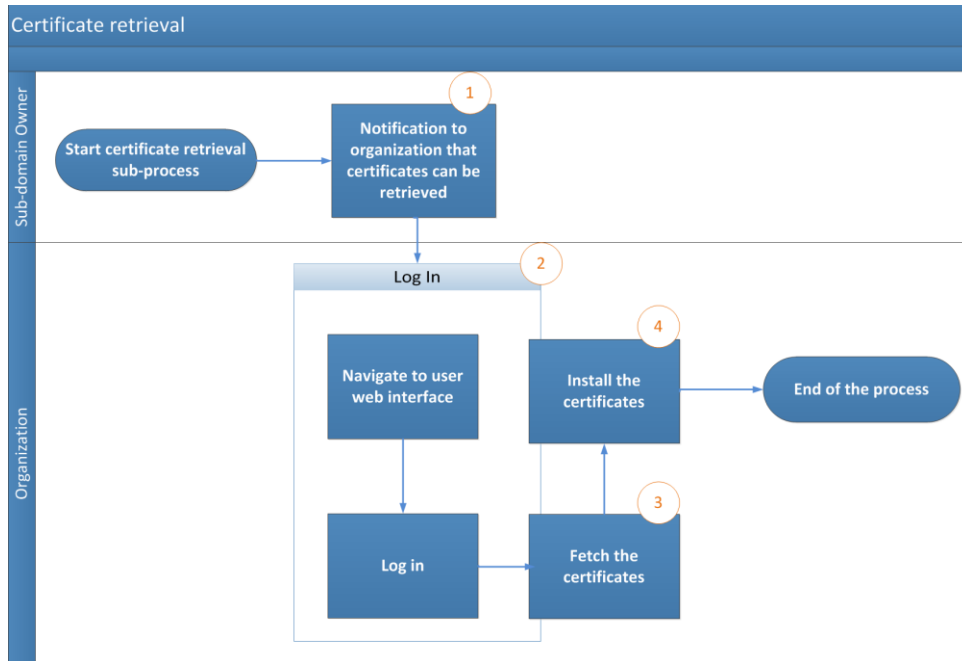 Certificate retrieval
Sub-domain Owner
1
Start certificate retrieval
sub-process
Notification to
organization that
certificates can be
retrieved
Organization
2
Log In
Navigate to user
web interface
Log in
3
Fetch the
certificates
4
Install the
certificates
End of the process